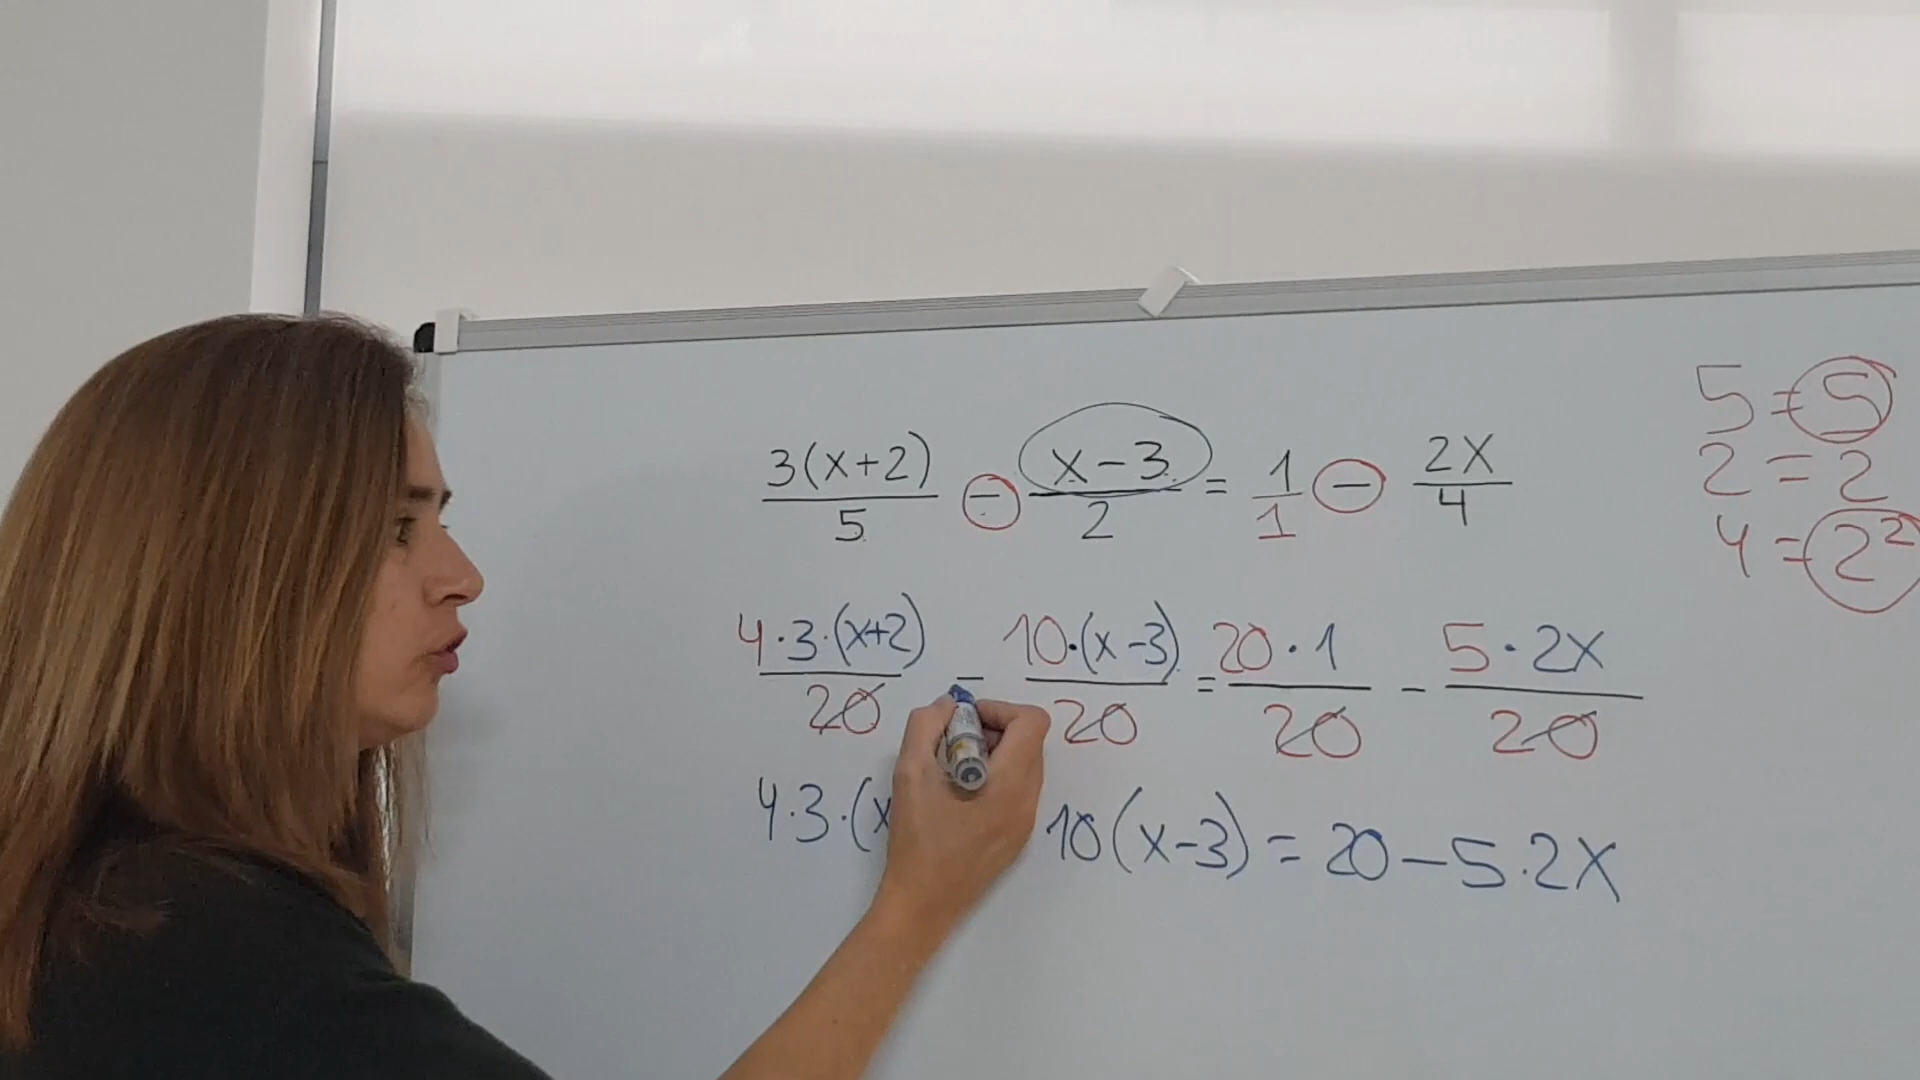 3(x+2)/5 - x-3/2 = 1/1 - 2x/4
4·3·(x+2)/20 - 10·(x-3)/20 = 20·1/20 - 5·2x/20
4·3·(x 10(x-3) = 20-5·2x
5=5
2=2
4=2²